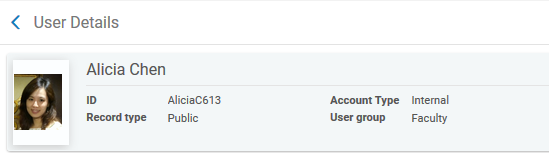 User Details
Alicia Chen
ID AliciaC613 Account Type Internal
Record type Public User group Faculty